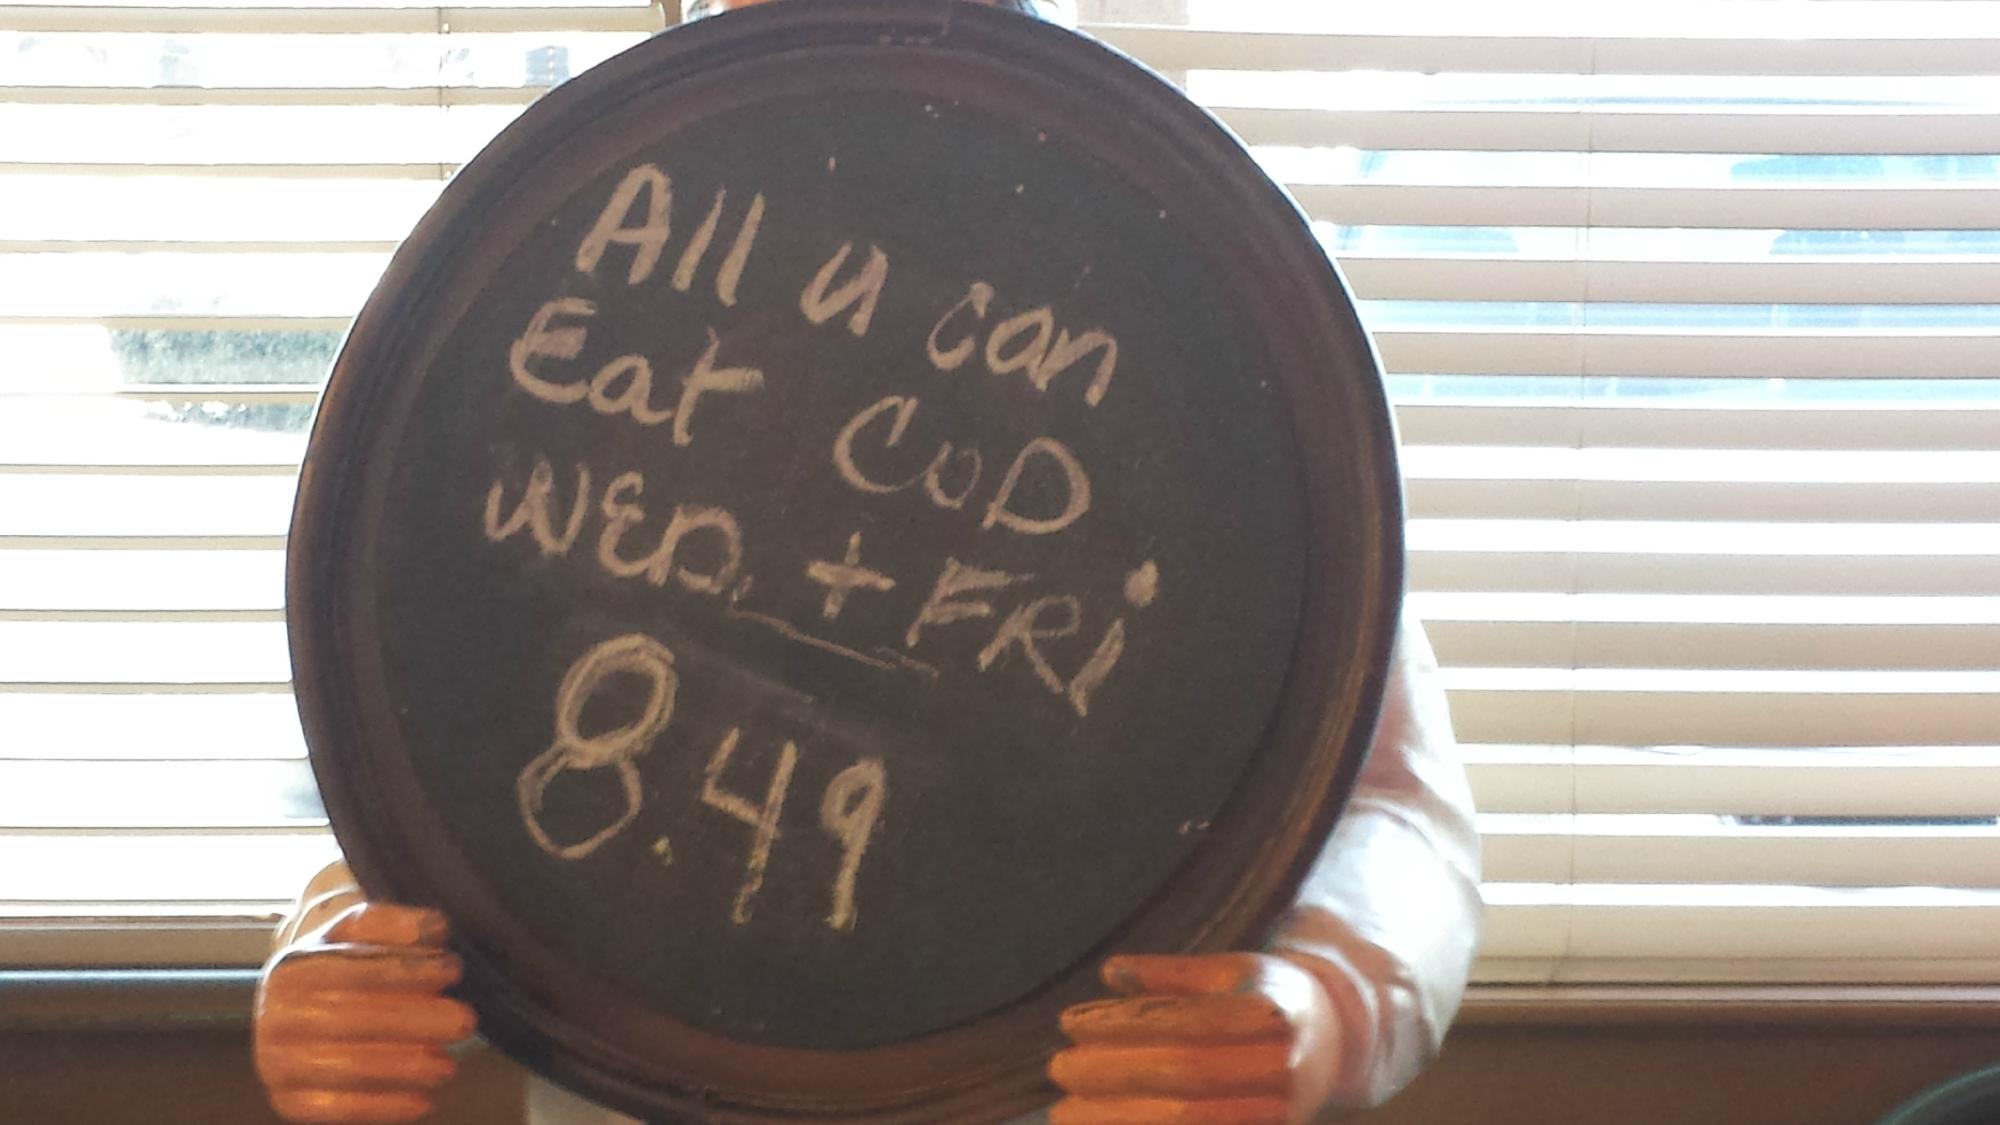 All u can
Eat COD
WED. + FRI
8.49